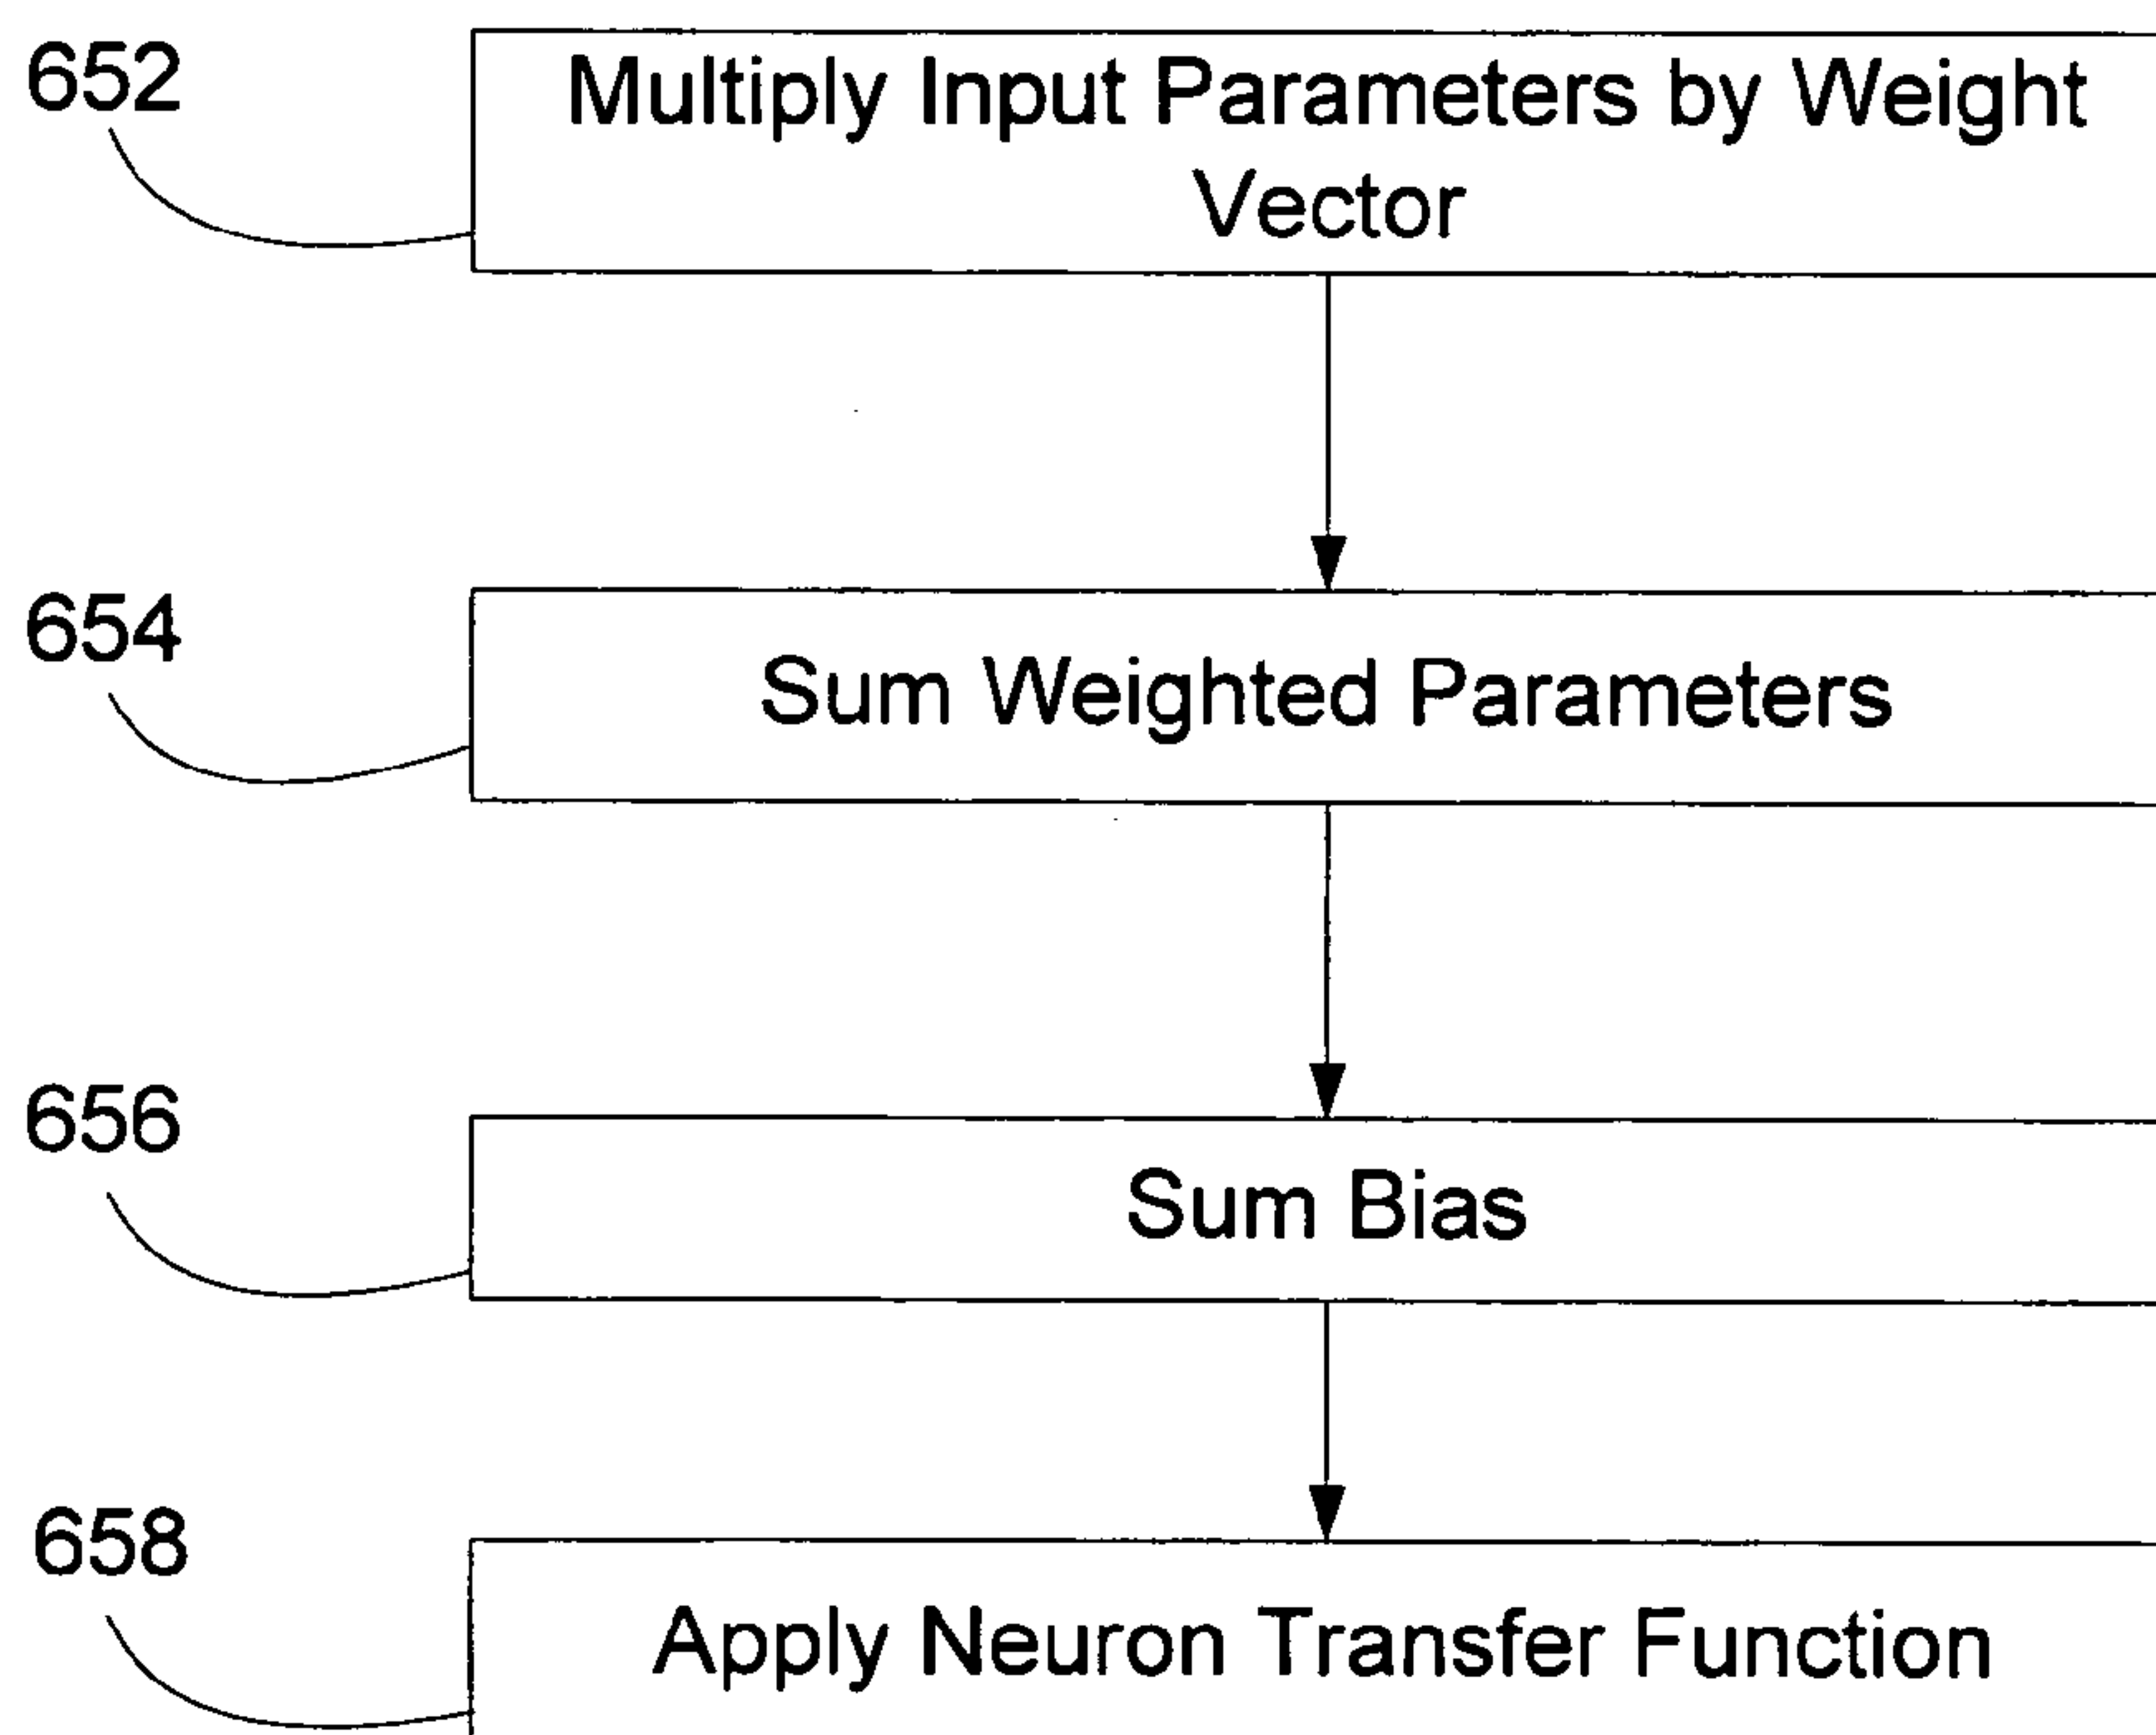 652
Multiply Input Parameters by Weight
Vector
654
Sum Weighted Parameters
656
Sum Bias
658
Apply Neuron Transfer Function